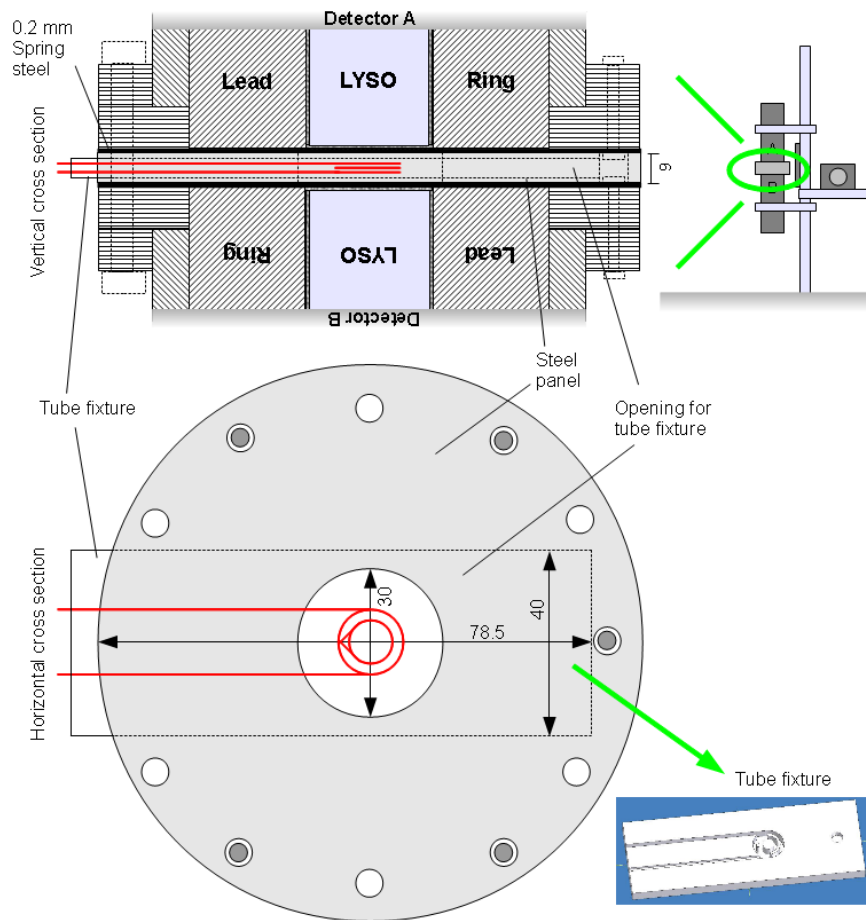 Detector A
0.2 mm
Spring
steel
Lead
LYSO
Ring
Vertical cross section
6
A
Ring
LYSO
Lead
Detector B
Steel
panel
Tube fixture
Opening for
tube fixture
Horizontal cross section
30
78.5
40
Tube fixture